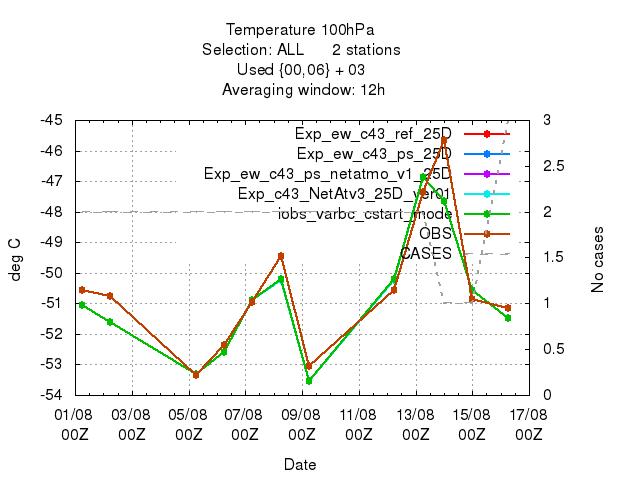 Temperature 100hPa
Selection: ALL 2 stations
Used {00,06} + 03
Averaging window: 12h
-45
-46
-47
-48
-49
-50
-51
-52
-53
-54
deg C
3
2.5
2
1.5
1
0.5
0
No cases
Exp_ew_c43_ref_25D
Exp_ew_c43_ps_25D
Exp_ew_c43_ps_netatmo_v1_25D
Exp_c43_NetAtv3_25D_ver01
iobs_varbc_cstart_mode
OBS
CASES
01/08 03/08 05/08 07/08 09/08 11/08 13/08 15/08 17/08
00Z 00Z 00Z 00Z 00Z 00Z 00Z 00Z 00Z
Date